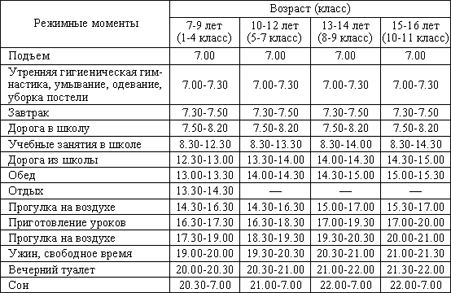 Режимные моменты Возраст (класс)
7-9 лет (1-4 класс) 10-12 лет (5-7 класс) 13-14 лет (8-9 класс) 15-16 лет (10-11 класс)
Подъем 7.00 7.00 7.00 7.00
Утренняя гигиеническая гим-
настика, умывание, одевание, 7.00-7.30 7.00-7.30 7.00-7.30 7.00-7.30
уборка постели
Завтрак 7.30-7.50 7.30-7.50 7.30-7.50 7.30-7.50
Дорога в школу 7.50-8.20 7.50-8.20 7.50-8.20 7.50-8.20
Учебные занятия в школе 8.30-12.30 8.30-13.30 8.30-14.00 8.30-14.30
Дорога из школы 12.30-13.00 13.30-14.00 14.00-14.30 14.30-15.00
Обед 13.00-13.30 14.00-14.30 14.30-15.00 15.00-15.30
Отдых 13.30-14.30 — — —
Прогулка на воздухе 14.30-16.30 14.30-16.30 15.00-17.00 15.30-17.00
Приготовление уроков 16.30-17.30 16.30-18.30 17.00-19.30 17.00-20.00
Прогулка на воздухе 17.30-19.00 18.30-19.30 19.30-20.30 20.00-21.00
Ужин, свободное время 19.00-20.00 19.30-20.30 20.30-21.00 21.00-21.30
Вечерний туалет 20.00-20.30 20.30-21.00 21.00-22.00 21.30-22.00
Сон 20.30-7.00 21.00-7.00 22.00-7.00 22.00-7.00